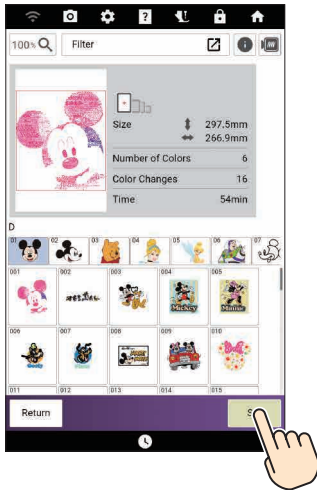 100%
Filter
Size 297.5mm
266.9mm
Number of Colors 6
Color Changes 16
Time 54min
D
01 02 03 04 05 06 07
001 002 003 004 005
Mickey Minnie
006 007 008 009 010
011 012 013 014 015
Return